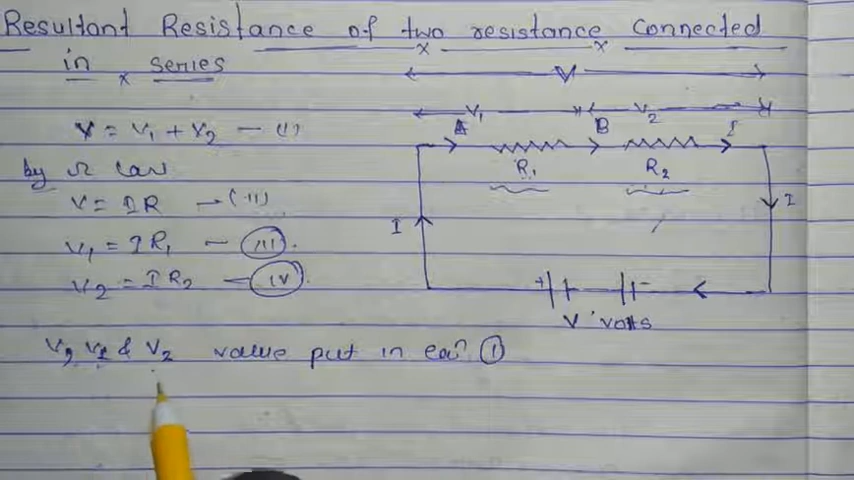 Resultant Resistance of two resistance connected
in series
V
V1 V2
A B I
V = V1 + V2 — (I)
R1 R2
by Ω Law
V = IR → (II)
I
I
V1 = IR1 — (III).
V2 = IR2 — (IV)
+ -
V volts
V, V1 & V2 value put in eqn (1)